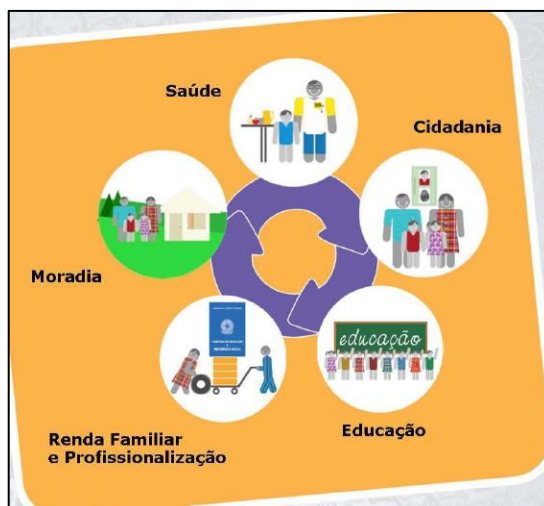 Saúde
Cidadania
Moradia
educação
Renda Familiar
e Profissionalização
Educação